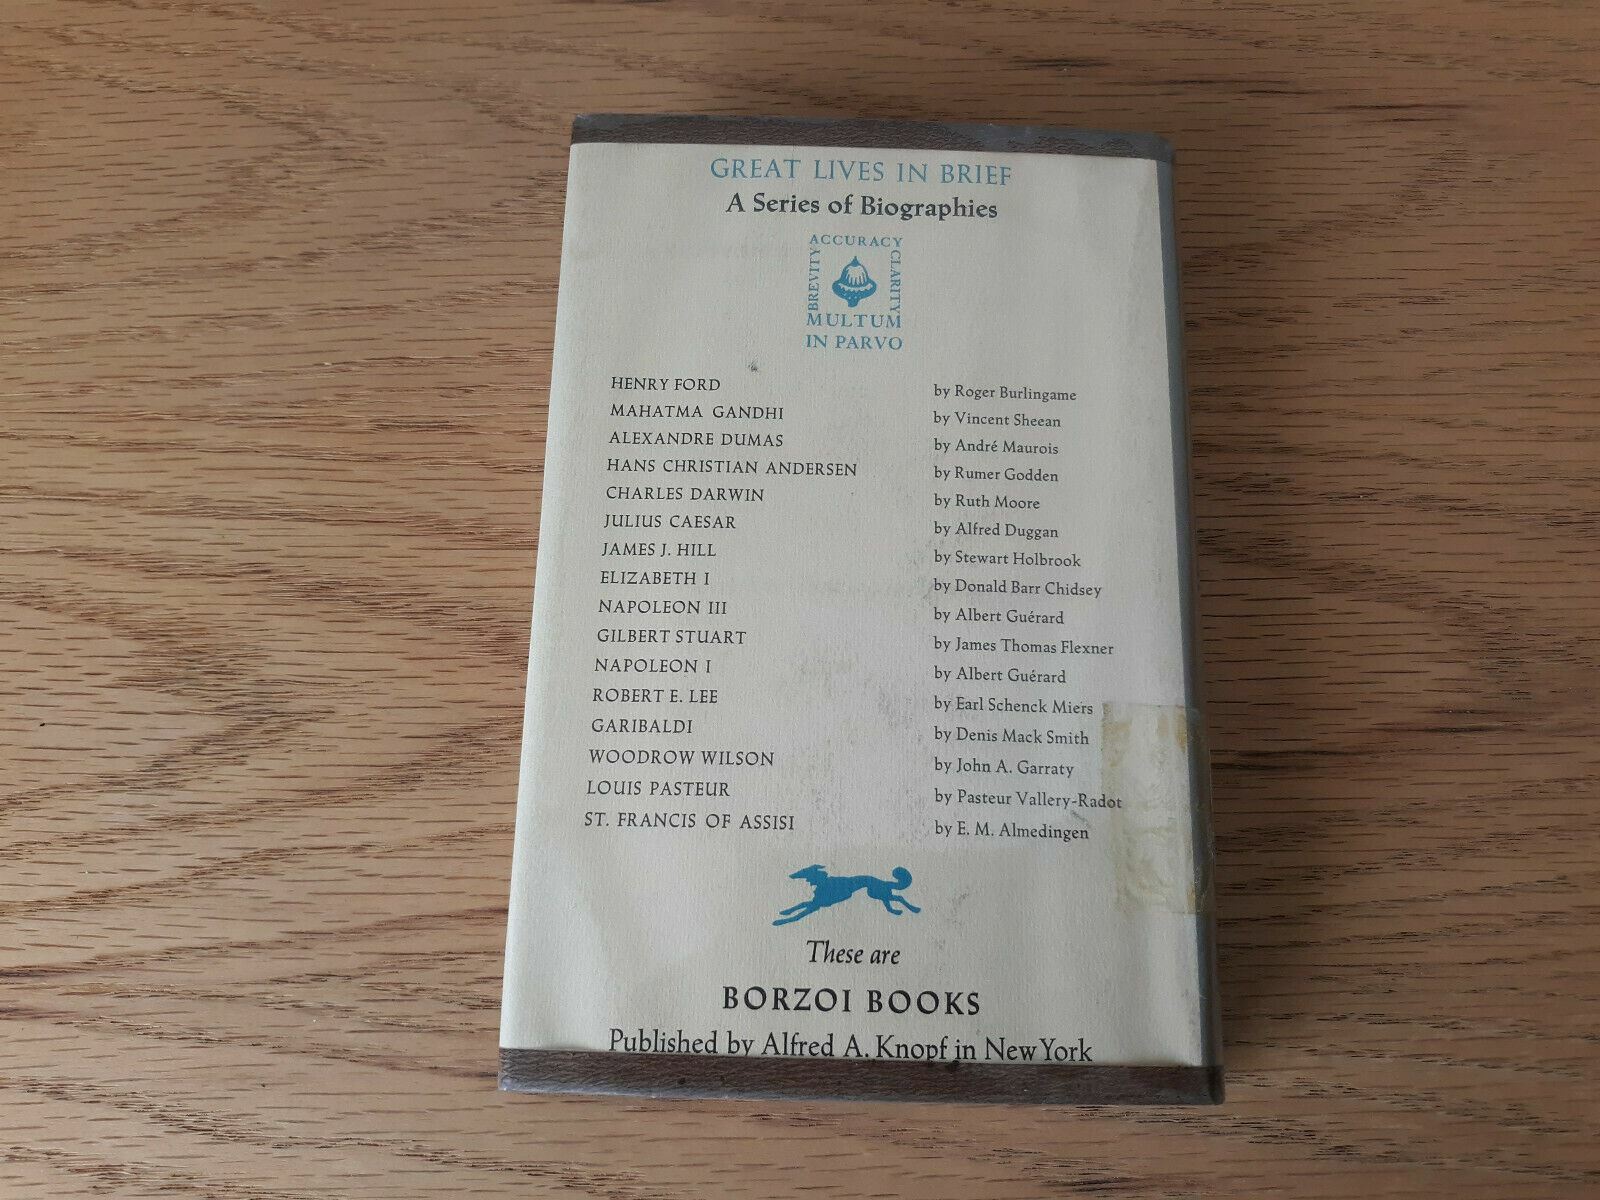 GREAT LIVES IN BRIEF
A Series of Biographies
ACCURACY
BREVITY
CLARITY
MULTUM
IN PARVO
HENRY FORD by Roger Burlingame
MAHATMA GANDHI by Vincent Sheean
ALEXANDRE DUMAS by André Maurois
HANS CHRISTIAN ANDERSEN by Rumer Godden
CHARLES DARWIN by Ruth Moore
JULIUS CAESAR by Alfred Duggan
JAMES J. HILL by Stewart Holbrook
ELIZABETH I by Donald Barr Chidsey
NAPOLEON III by Albert Guérard
GILBERT STUART by James Thomas Flexner
NAPOLEON I by Albert Guérard
ROBERT E. LEE by Earl Schenck Miers
GARIBALDI by Denis Mack Smith
WOODROW WILSON by John A. Garraty
LOUIS PASTEUR by Pasteur Vallery-Radot
ST. FRANCIS OF ASSISI by E. M. Almedingen
These are
BORZOI BOOKS
Published by Alfred A. Knopf in New York